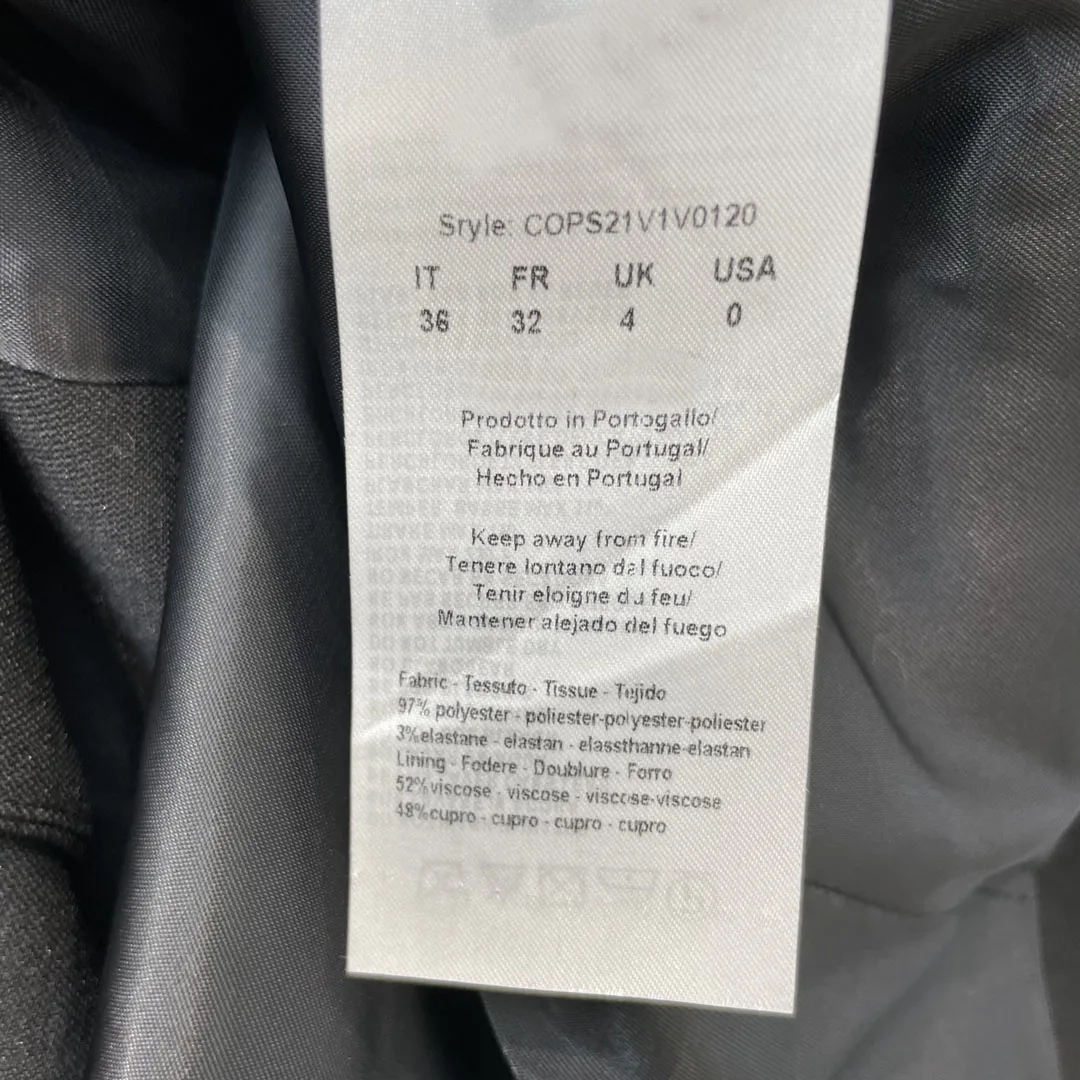 Sryle: COPS21V1V0120
IT FR UK USA
36 32 4 0
Prodotto in Portogallo/
Fabrique au Portugal/
Hecho en Portugal
Keep away from fire/
Tenere lontano dal fuoco/
Tenir eloigne du feu/
Mantener alejado del fuego
Fabric - Tessuto - Tissue - Tejido
97% polyester - poliester-polyester-poliester
3%elastane - elastan - elassthanne-elastan
Lining - Fodere - Doublure - Forro
52%viscose - viscose - viscose-viscose
48%cupro - cupro - cupro - cupro